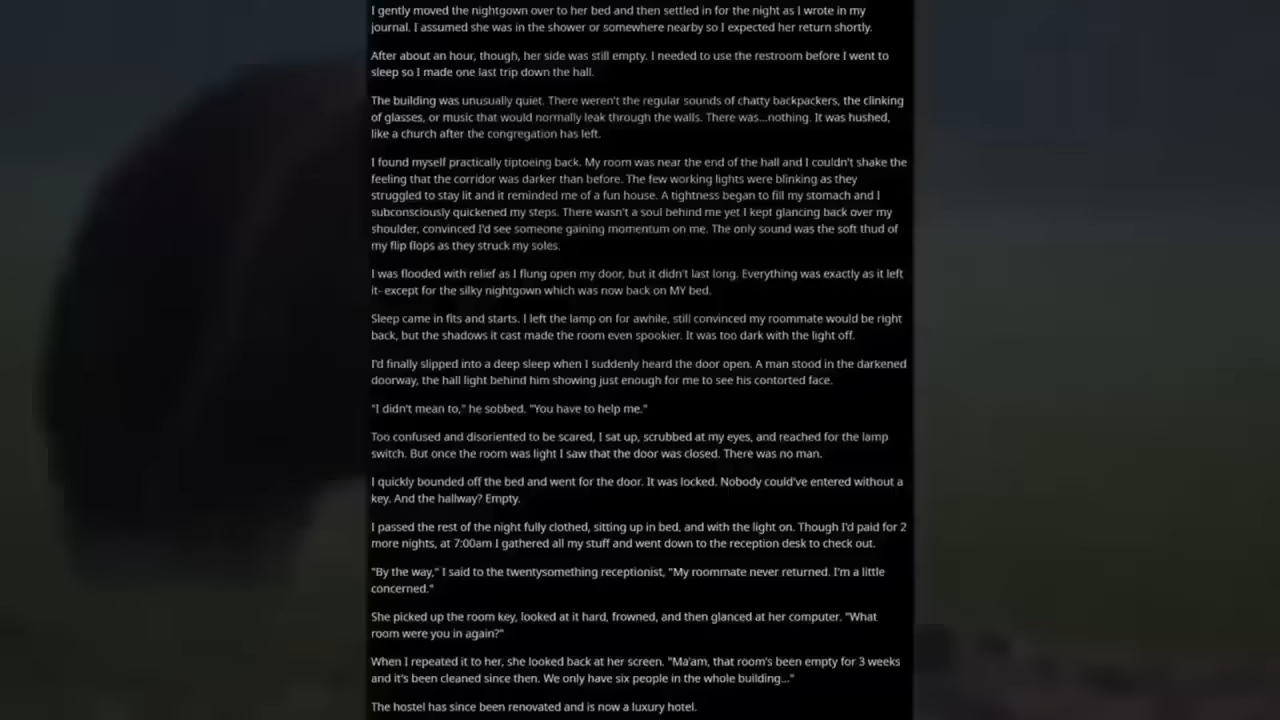 I gently moved the nightgown over to her bed and then settled in for the night as I wrote in my
journal. I assumed she was in the shower or somewhere nearby so I expected her return shortly.
After about an hour, though, her side was still empty. I needed to use the restroom before I went to
sleep so I made one last trip down the hall.
The building was unusually quiet. There weren't the regular sounds of chatty backpackers, the clinking
of glasses, or music that would normally leak through the walls. There was...nothing. It was hushed,
like a church after the congregation has left.
I found myself practically tiptoeing back. My room was near the end of the hall and I couldn't shake the
feeling that the corridor was darker than before. The few working lights were blinking as they
struggled to stay lit and it reminded me of a fun house. A tightness began to fill my stomach and I
subconsciously quickened my steps. There wasn't a soul behind me yet I kept glancing back over my
shoulder, convinced I'd see someone gaining momentum on me. The only sound was the soft thud of
my flip flops as they struck my soles.
I was flooded with relief as I flung open my door, but it didn't last long. Everything was exactly as it left
it- except for the silky nightgown which was now back on MY bed.
Sleep came in fits and starts. I left the lamp on for awhile, still convinced my roommate would be right
back, but the shadows it cast made the room even spookier. It was too dark with the light off.
I'd finally slipped into a deep sleep when I suddenly heard the door open. A man stood in the darkened
doorway, the hall light behind him showing just enough for me to see his contorted face.
"I didn't mean to," he sobbed. "You have to help me."
Too confused and disoriented to be scared, I sat up, scrubbed at my eyes, and reached for the lamp
switch. But once the room was light I saw that the door was closed. There was no man.
I quickly bounded off the bed and went for the door. It was locked. Nobody could've entered without a
key. And the hallway? Empty.
I passed the rest of the night fully clothed, sitting up in bed, and with the light on. Though I'd paid for 2
more nights, at 7:00am I gathered all my stuff and went down to the reception desk to check out.
"By the way," I said to the twentysomething receptionist, "My roommate never returned. I'm a little
concerned."
She picked up the room key, looked at it hard, frowned, and then glanced at her computer. "What
room were you in again?"
When I repeated it to her, she looked back at her screen. "Ma'am, that room's been empty for 3 weeks
and it's been cleaned since then. We only have six people in the whole building..."
The hostel has since been renovated and is now a luxury hotel.